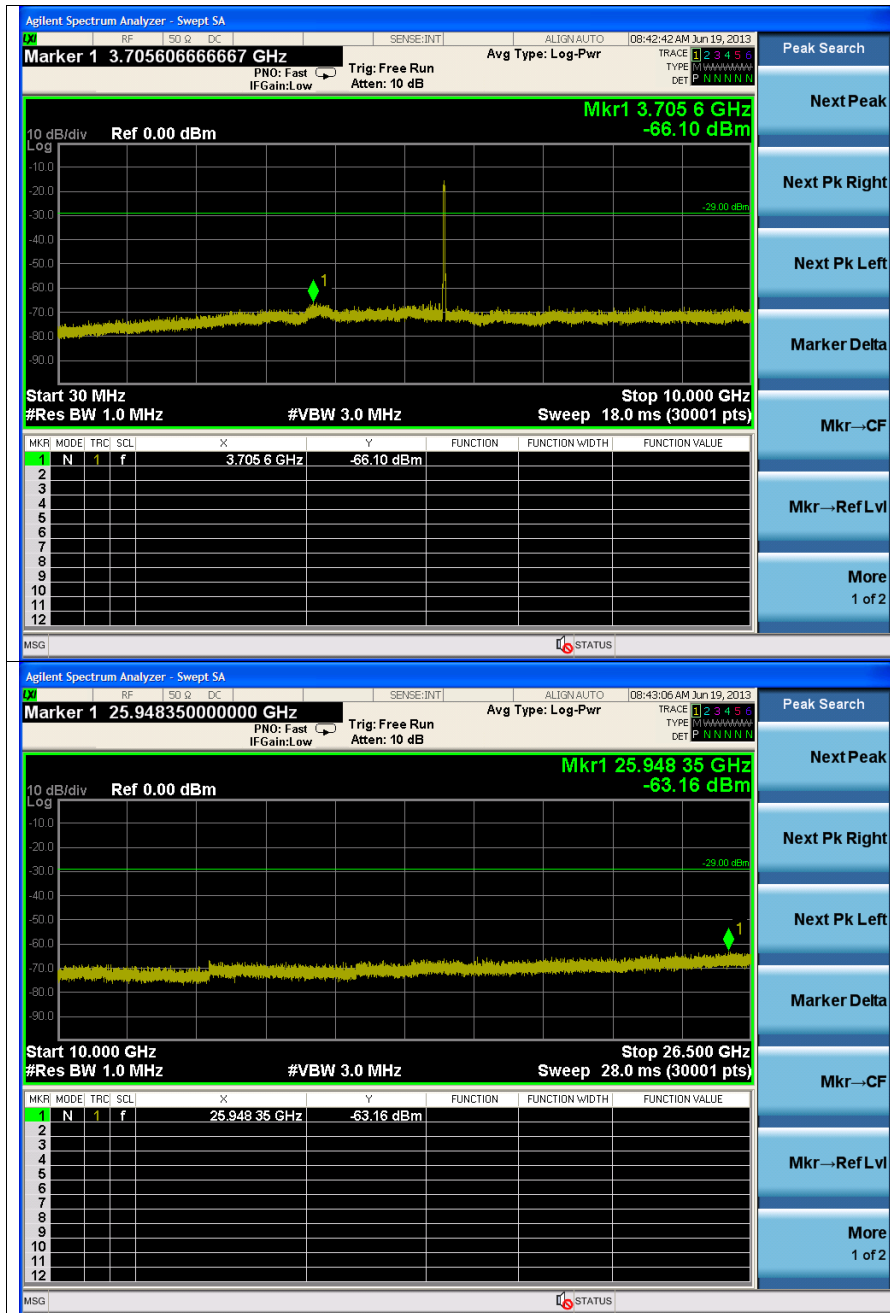 Agilent Spectrum Analyzer - Swept SA
LXI RF 50 Ω DC SENSE:INT ALIGN AUTO 08:42:42 AM Jun 19, 2013
Marker 1 3.705606666667 GHz
PNO: Fast
IFGain:Low
Trig: Free Run
Atten: 10 dB
Avg Type: Log-Pwr
TRACE 1 2 3 4 5 6
TYPE M WWWWW
DET P N N N N N
Peak Search
Next Peak
Next Pk Right
Next Pk Left
Marker Delta
Mkr→CF
Mkr→Ref Lvl
More
1 of 2
Mkr1 3.705 6 GHz
-66.10 dBm
10 dB/div Ref 0.00 dBm
Log
-10.0
-20.0
-30.0
-40.0
-50.0
-60.0
-70.0
-80.0
-90.0
-29.00 dBm
1
Start 30 MHz Stop 10.000 GHz
#Res BW 1.0 MHz #VBW 3.0 MHz Sweep 18.0 ms (30001 pts)
MKR MODE TRC SCL X Y FUNCTION FUNCTION WIDTH FUNCTION VALUE
1 N 1 f 3.705 6 GHz -66.10 dBm
2
3
4
5
6
7
8
9
10
11
12
MSG STATUS
Agilent Spectrum Analyzer - Swept SA
LXI RF 50 Ω DC SENSE:INT ALIGN AUTO 08:43:06 AM Jun 19, 2013
Marker 1 25.948350000000 GHz
PNO: Fast
IFGain:Low
Trig: Free Run
Atten: 10 dB
Avg Type: Log-Pwr
TRACE 1 2 3 4 5 6
TYPE M WWWWW
DET P N N N N N
Peak Search
Next Peak
Next Pk Right
Next Pk Left
Marker Delta
Mkr→CF
Mkr→Ref Lvl
More
1 of 2
Mkr1 25.948 35 GHz
-63.16 dBm
10 dB/div Ref 0.00 dBm
Log
-10.0
-20.0
-30.0
-40.0
-50.0
-60.0
-70.0
-80.0
-90.0
-29.00 dBm
1
Start 10.000 GHz Stop 26.500 GHz
#Res BW 1.0 MHz #VBW 3.0 MHz Sweep 28.0 ms (30001 pts)
MKR MODE TRC SCL X Y FUNCTION FUNCTION WIDTH FUNCTION VALUE
1 N 1 f 25.948 35 GHz -63.16 dBm
2
3
4
5
6
7
8
9
10
11
12
MSG STATUS